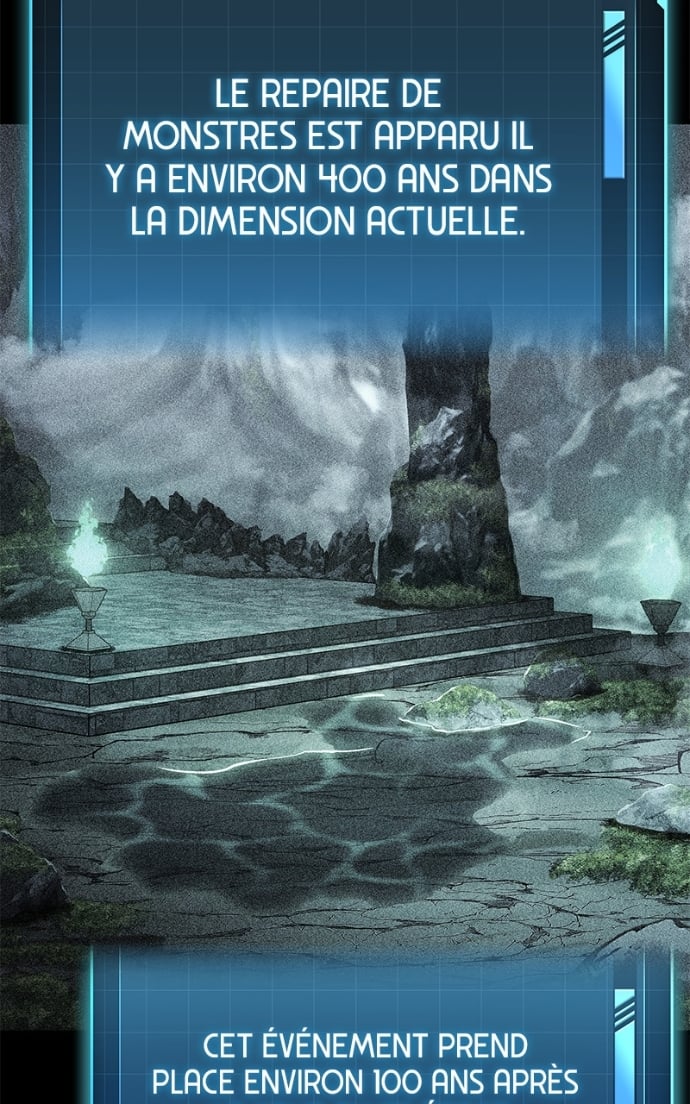 LE REPAIRE DE
MONSTRES EST APPARU IL
Y A ENVIRON 400 ANS DANS
LA DIMENSION ACTUELLE.
CET ÉVÉNEMENT PREND
PLACE ENVIRON 100 ANS APRÈS